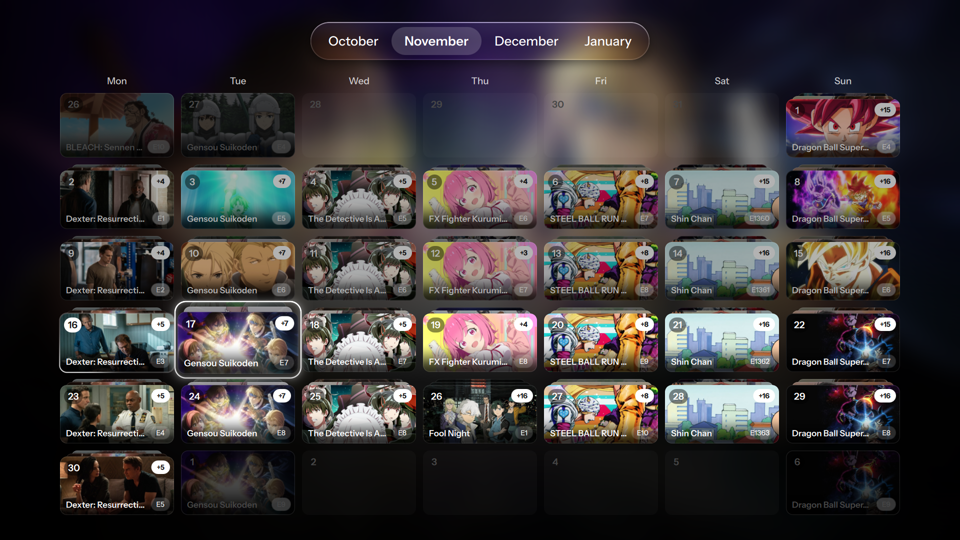 October November December January
Mon Tue Wed Thu Fri Sat Sun
26 27 28 29 30 1 +15
BLEACH: Sennen ... Gensou Suikoden Dragon Ball Super... E4
2 +4 3 +7 +5 5 +4 6 +8 7 +15 8 +16
Dexter: Resurrecti... E1 Gensou Suikoden E5 The Detective Is A... E5 FX Fighter Kurumi... E6 STEEL BALL RUN ... E7 Shin Chan E1360 Dragon Ball Super... E5
9 +4 10 +7 11 +5 12 +3 13 +8 14 +16 15 +16
Dexter: Resurrecti... E2 Gensou Suikoden E6 The Detective Is A... E6 FX Fighter Kurumi... E7 STEEL BALL RUN ... E8 Shin Chan E1361 Dragon Ball Super... E6
16 +5 17 +7 18 +5 19 +4 20 +8 21 +16 22 +15
Dexter: Resurrecti... E3 Gensou Suikoden E7 The Detective Is A... E7 FX Fighter Kurumi... E8 STEEL BALL RUN ... E9 Shin Chan E1362 Dragon Ball Super... E7
23 +5 24 +7 25 +5 26 +16 27 +8 28 +16 29 +16
Dexter: Resurrecti... E4 Gensou Suikoden E8 The Detective Is A... E8 Fool Night E1 STEEL BALL RUN ... E10 Shin Chan E1363 Dragon Ball Super... E8
30 +5 1 2 3 4 5 6
Dexter: Resurrecti... E5 Gensou Suikoden Dragon Ball Super...